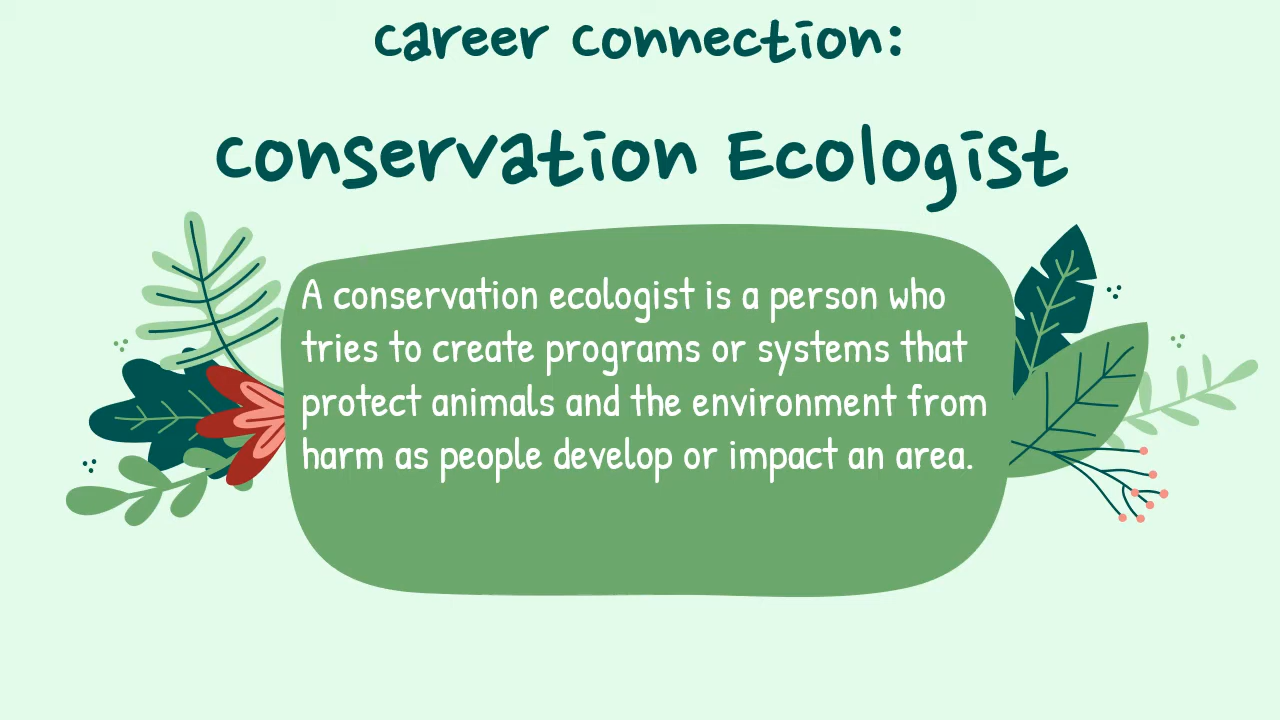 Career Connection:
Conservation Ecologist
A conservation ecologist is a person who
tries to create programs or systems that
protect animals and the environment from
harm as people develop or impact an area.